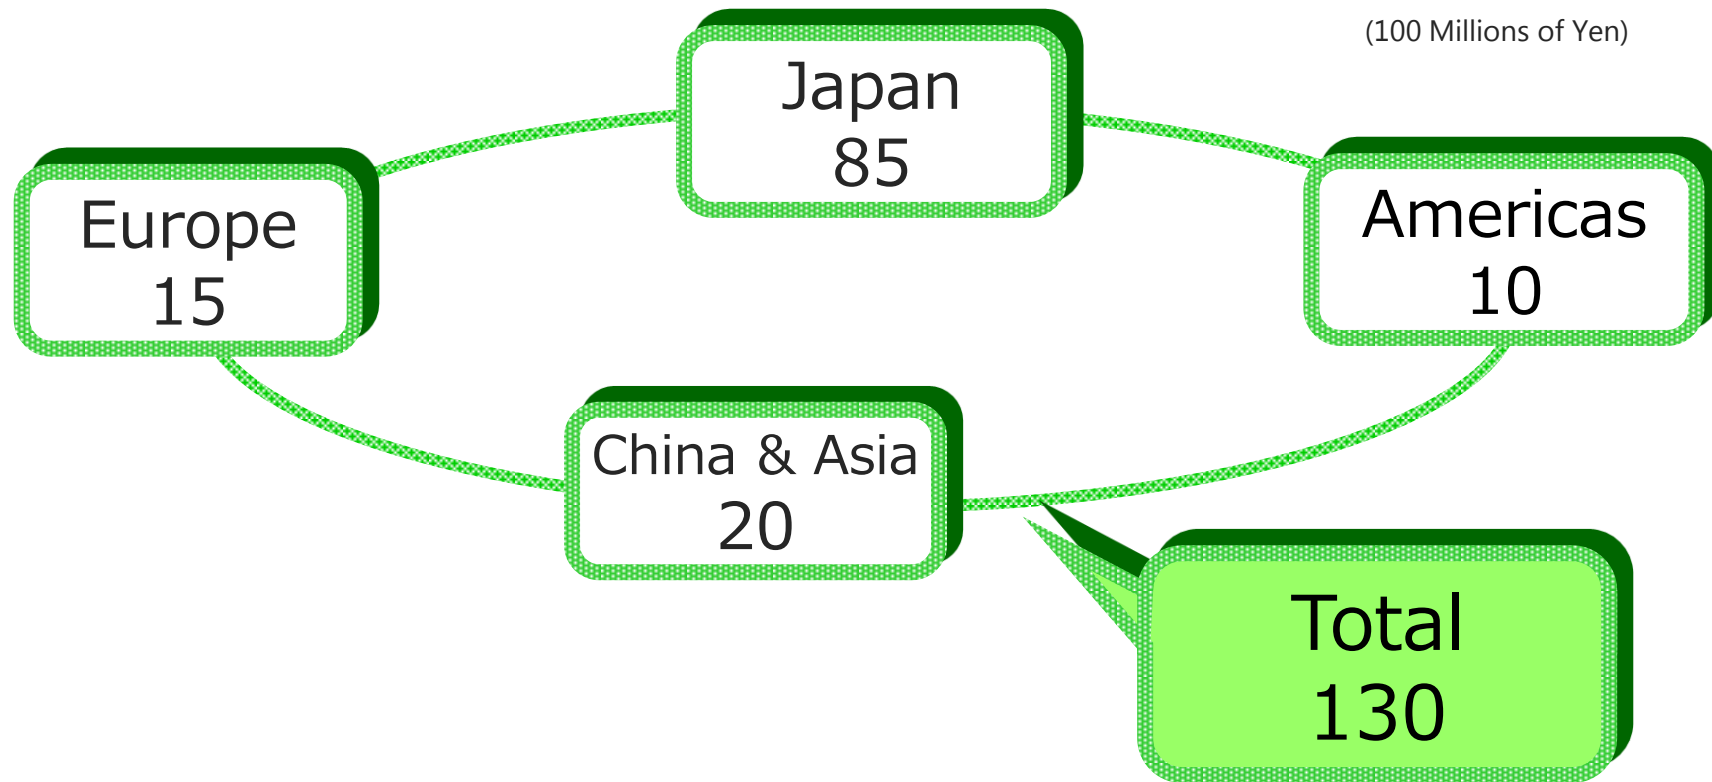 (100 Millions of Yen)
Japan
85
Europe
15
Americas
10
China & Asia
20
Total
130